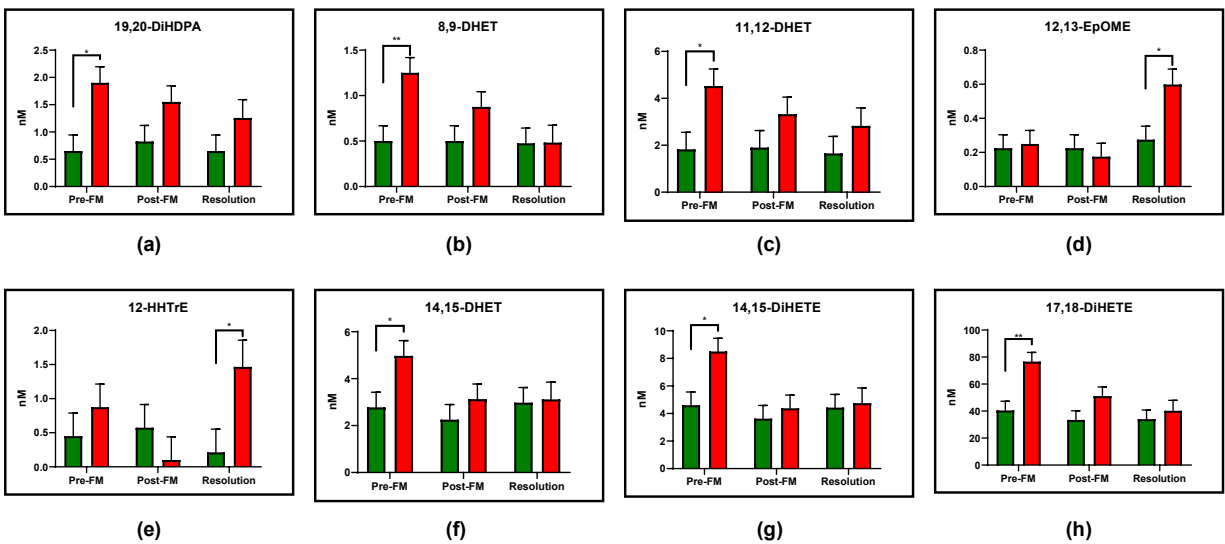 19,20-DiHDPA
nM
2.5
2.0
1.5
1.0
0.5
0.0
*
Pre-FM Post-FM Resolution
(a)
8,9-DHET
nM
1.5
1.0
0.5
0.0
**
Pre-FM Post-FM Resolution
(b)
11,12-DHET
nM
6
4
2
0
*
Pre-FM Post-FM Resolution
(c)
12,13-EpOME
nM
0.8
0.6
0.4
0.2
0.0
*
Pre-FM Post-FM Resolution
(d)
12-HHTrE
nM
2.0
1.5
1.0
0.5
0.0
*
Pre-FM Post-FM Resolution
(e)
14,15-DHET
nM
6
4
2
0
*
Pre-FM Post-FM Resolution
(f)
14,15-DiHETE
nM
10
8
6
4
2
0
*
Pre-FM Post-FM Resolution
(g)
17,18-DiHETE
nM
100
80
60
40
20
0
**
Pre-FM Post-FM Resolution
(h)